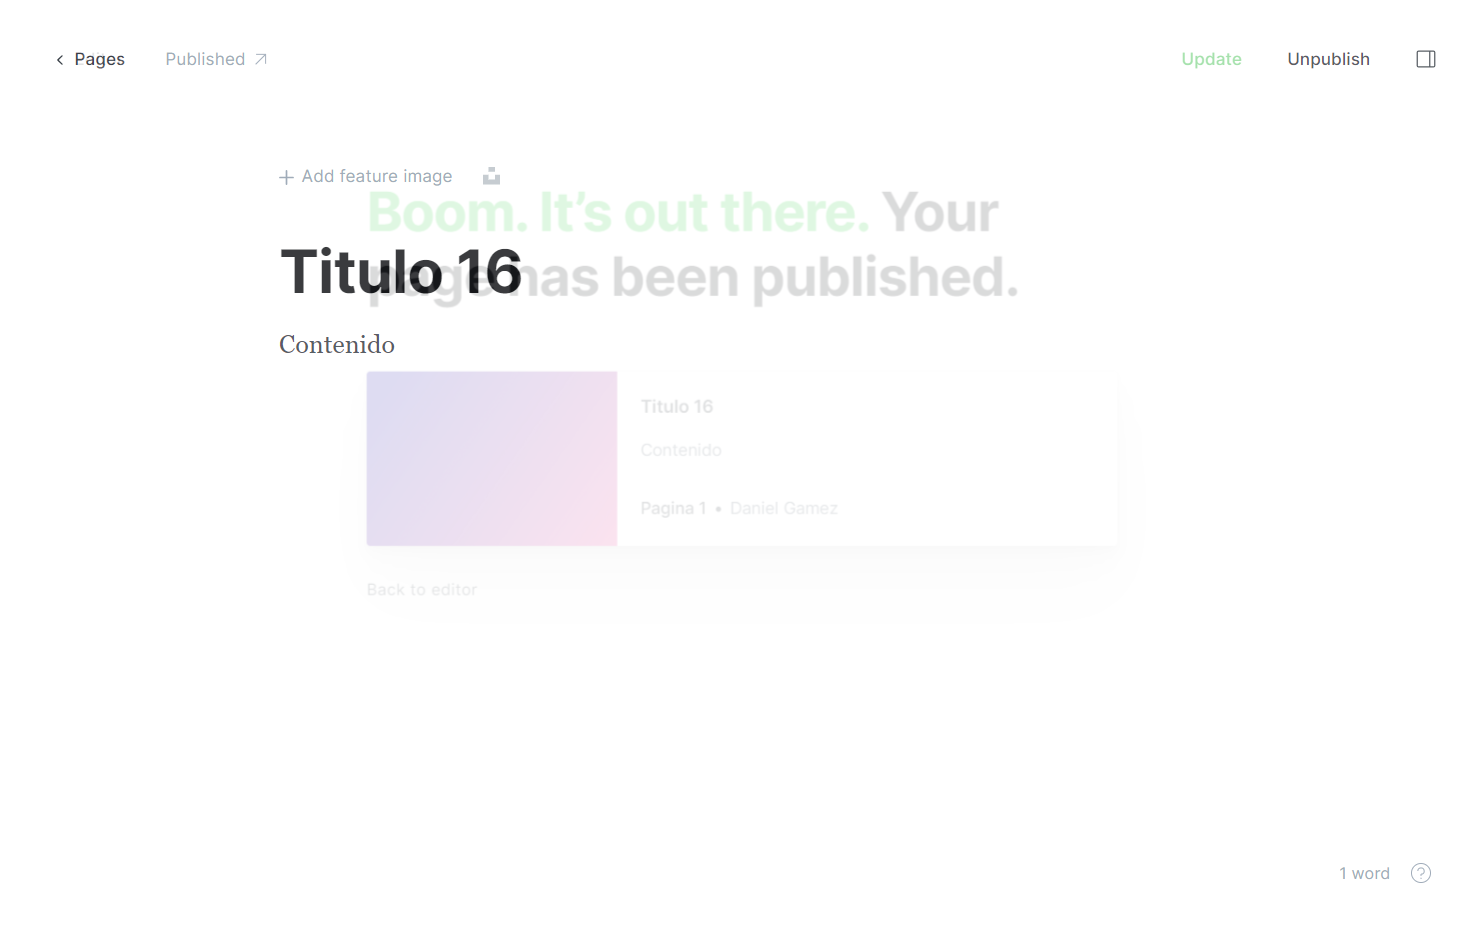 Pages
Published
Update
Unpublish
Add feature image
Boom. It’s out there. Your
page has been published.
Titulo 16
Contenido
Titulo 16
Contenido
Pagina 1 • Daniel Gamez
Back to editor
1 word
?